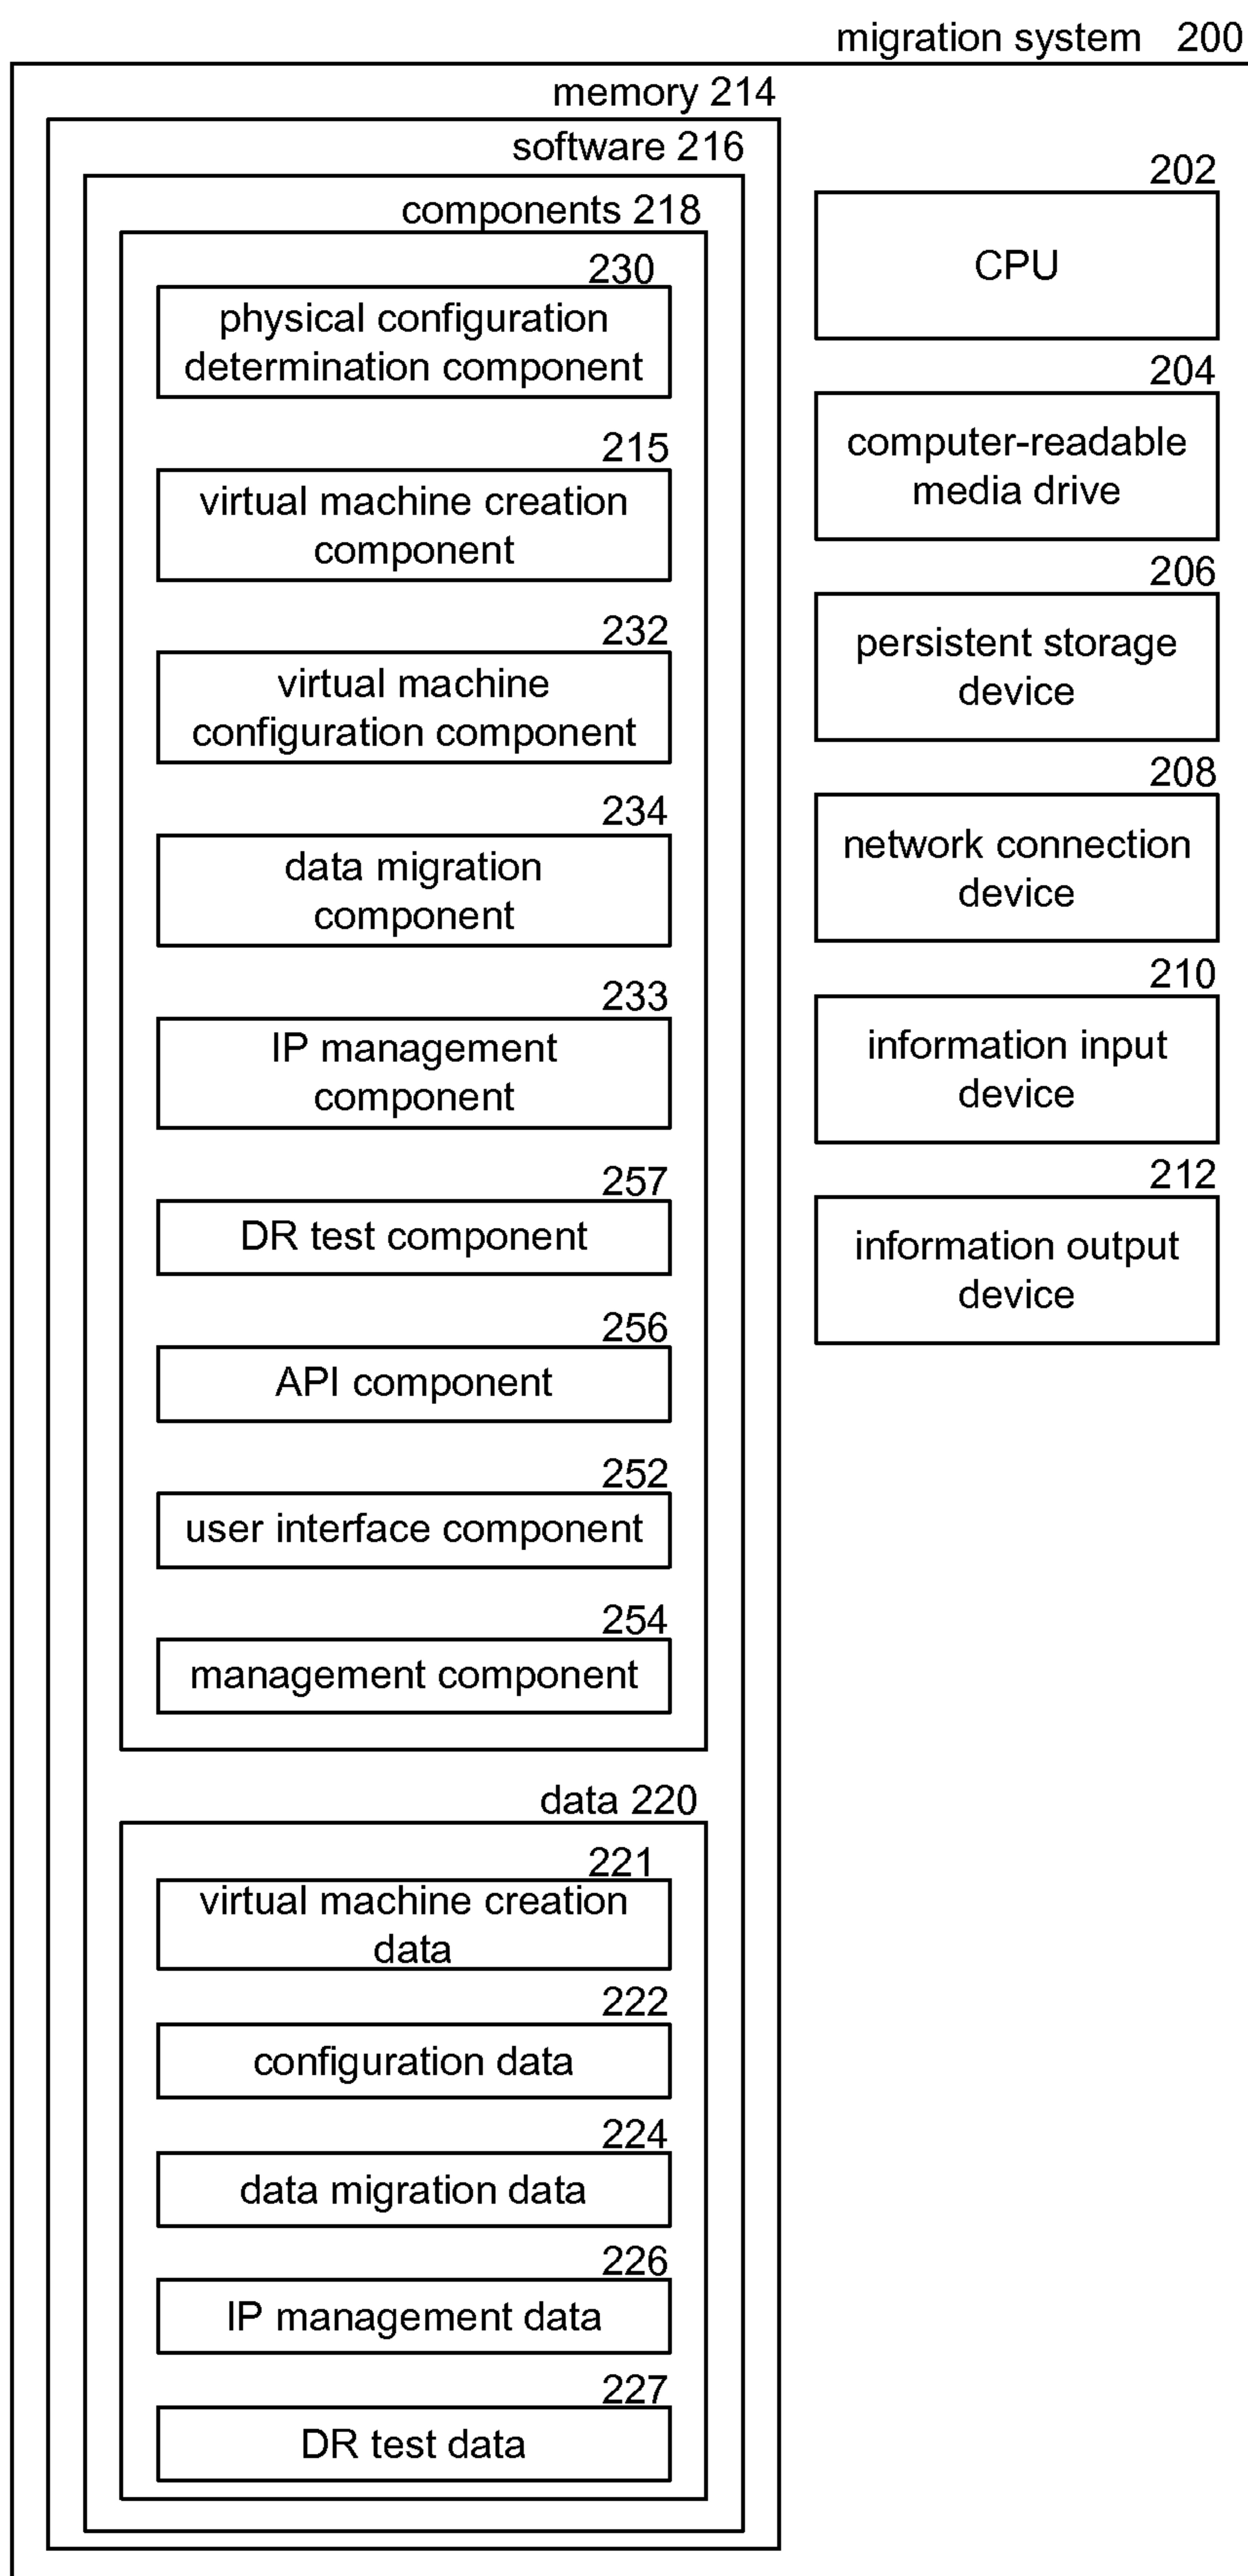 migration system 200
memory 214
software 216
components 218
230
physical configuration
determination component
215
virtual machine creation
component
232
virtual machine
configuration component
234
data migration
component
233
IP management
component
257
DR test component
256
API component
252
user interface component
254
management component
data 220
221
virtual machine creation
data
222
configuration data
224
data migration data
226
IP management data
227
DR test data
202
CPU
204
computer-readable
media drive
206
persistent storage
device
208
network connection
device
210
information input
device
212
information output
device